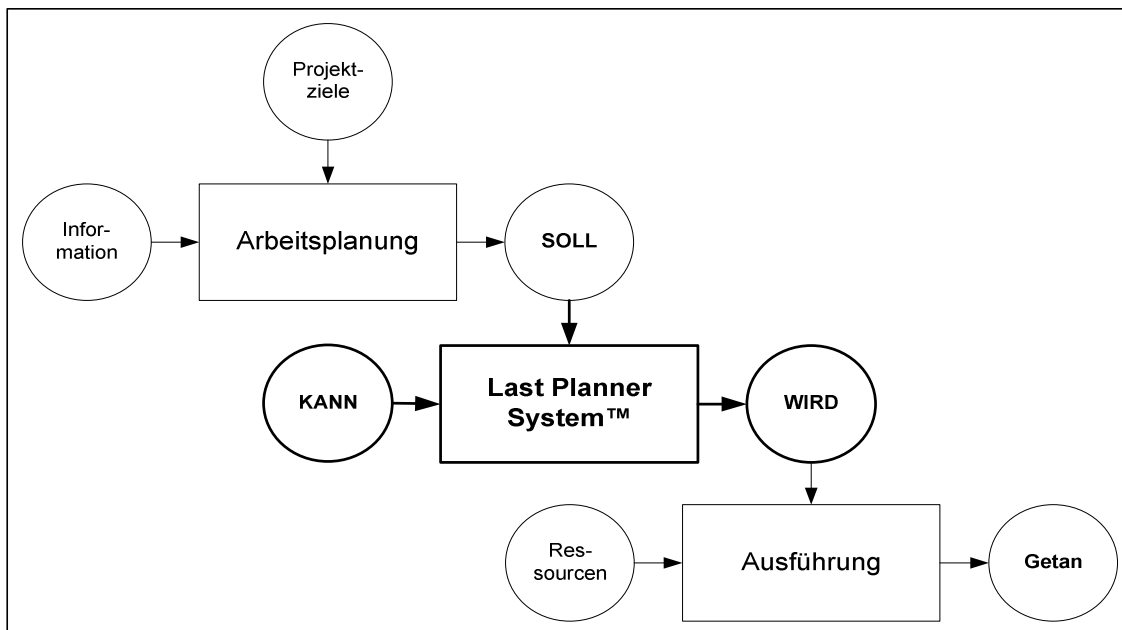 Projekt-
ziele
Infor-
mation
Arbeitsplanung
SOLL
KANN
Last Planner
System™
WIRD
Res-
sourcen
Ausführung
Getan